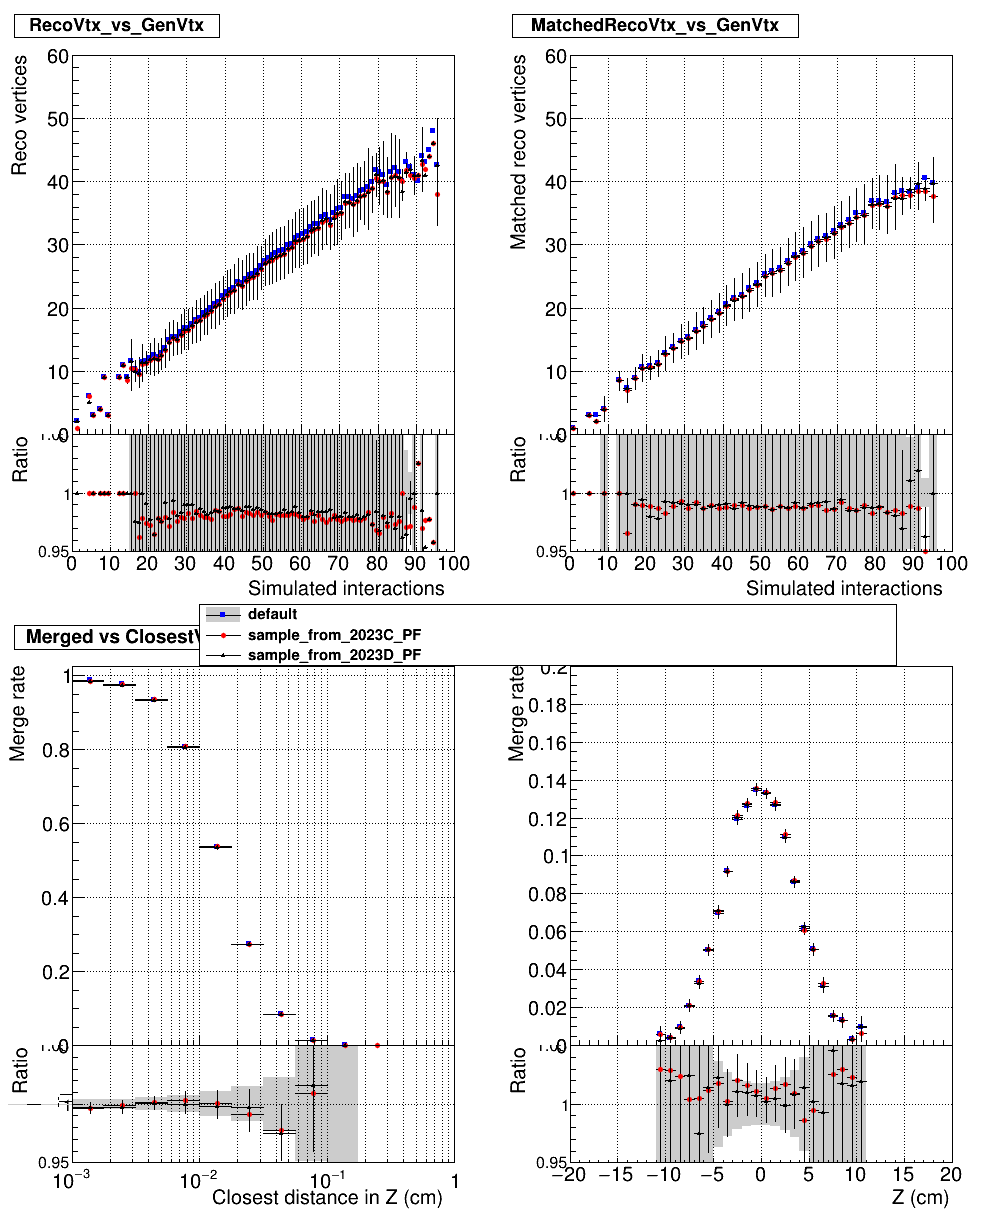 RecoVtx_vs_GenVtx
MatchedRecoVtx_vs_GenVtx
Reco vertices
60
50
40
30
20
10
0
Matched reco vertices
60
50
40
30
20
10
0
Ratio
1
0.95
0 10 20 30 40 50 60 70 80 90 100
Simulated interactions
Ratio
1
0.95
0 10 20 30 40 50 60 70 80 90 100
Simulated interactions
default
sample_from_2023C_PF
sample_from_2023D_PF
Merged vs Closest
Merge rate
1
0.8
0.6
0.4
0.2
0
Merge rate
0.2
0.18
0.16
0.14
0.12
0.1
0.08
0.06
0.04
0.02
0
Ratio
1
0.95
10⁻³ 10⁻² 10⁻¹ 1
Closest distance in Z (cm)
Ratio
1
0.95
−20 −15 −10 −5 0 5 10 15 20
Z (cm)